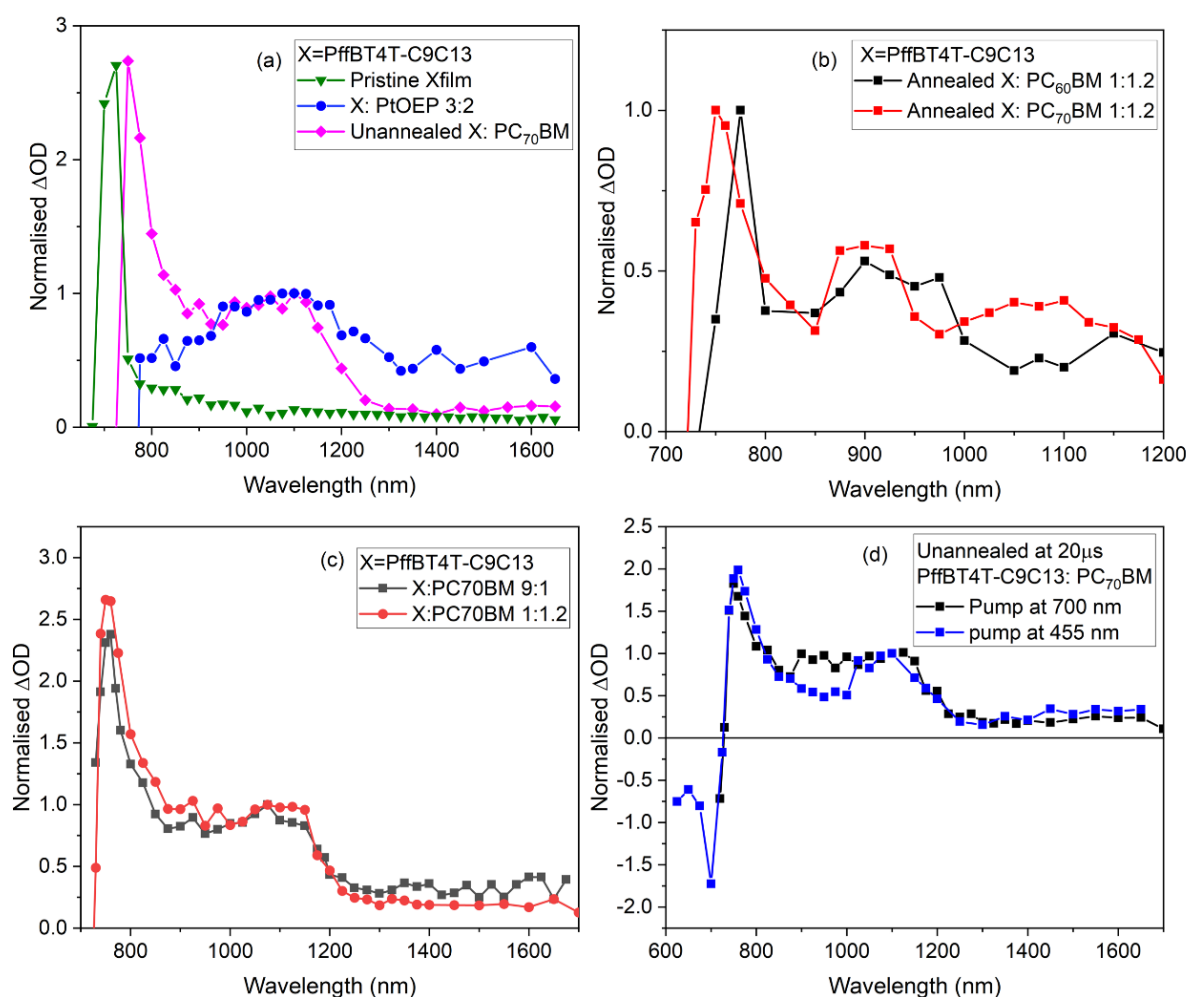 (a)
X=PffBT4T-C9C13
Pristine Xfilm
X: PtOEP 3:2
Unannealed X: PC70BM
Normalised ΔOD
3
2
1
0
800 1000 1200 1400 1600
Wavelength (nm)
(b)
X=PffBT4T-C9C13
Annealed X: PC60BM 1:1.2
Annealed X: PC70BM 1:1.2
Normalised ΔOD
1.0
0.5
0.0
700 800 900 1000 1100 1200
Wavelength (nm)
(c)
X=PffBT4T-C9C13
X:PC70BM 9:1
X:PC70BM 1:1.2
Normalised ΔOD
3.0
2.5
2.0
1.5
1.0
0.5
0.0
800 1000 1200 1400 1600
Wavelength (nm)
(d)
Unannealed at 20μs
PffBT4T-C9C13: PC70BM
Pump at 700 nm
pump at 455 nm
Normalised ΔOD
2.5
2.0
1.5
1.0
0.5
0.0
-0.5
-1.0
-1.5
-2.0
600 800 1000 1200 1400 1600
Wavelength (nm)